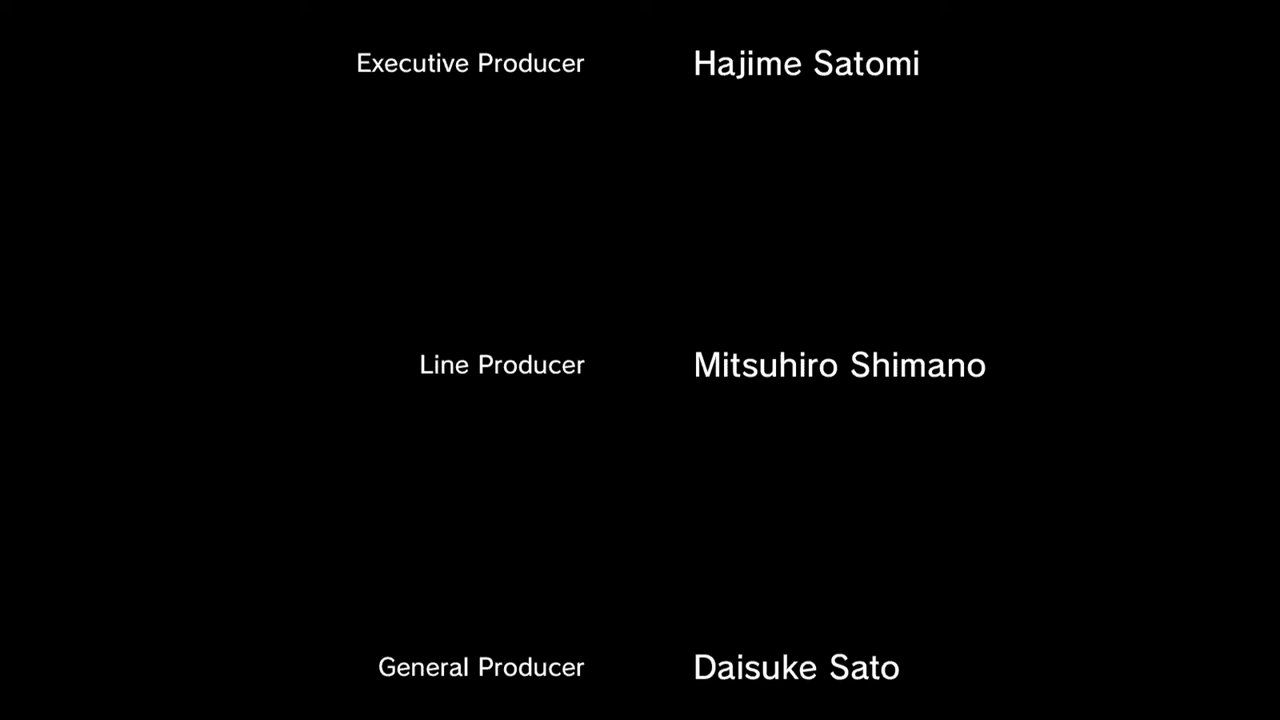 Executive Producer Hajime Satomi
Line Producer Mitsuhiro Shimano
General Producer Daisuke Sato